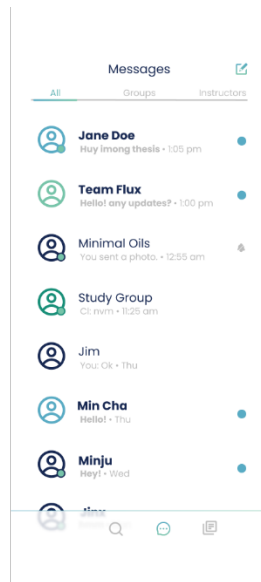 Messages
All Groups Instructors
Jane Doe
Huy imong thesis • 1:05 pm
Team Flux
Hello! any updates? • 1:00 pm
Minimal Oils
You sent a photo. • 12:55 am
Study Group
Cl: nvm • 11:25 am
Jim
You: Ok • Thu
Min Cha
Hello! • Thu
Minju
Hey! • Wed
Jinx